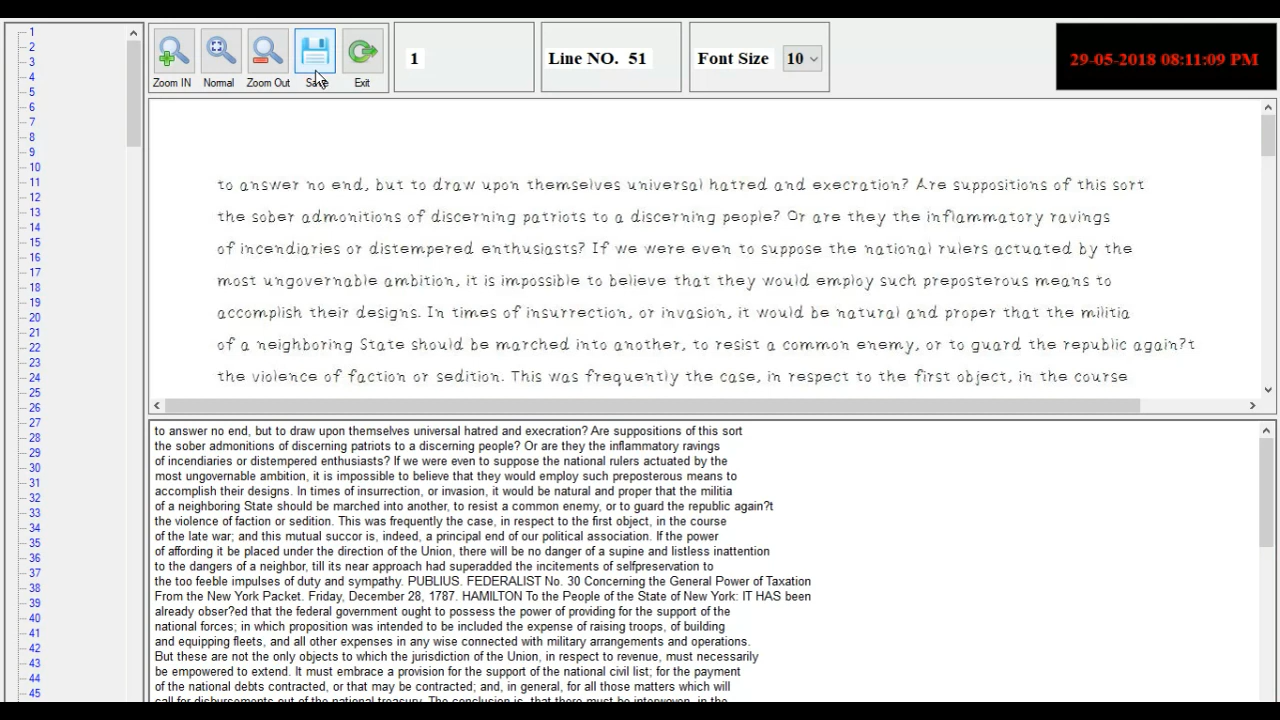 1
2
3
4
5
6
7
8
9
10
11
12
13
14
15
16
17
18
19
20
21
22
23
24
25
26
27
28
29
30
31
32
33
34
35
36
37
38
39
40
41
42
43
44
45
Zoom IN Normal Zoom Out Save Exit
1
Line NO. 51
Font Size 10
29-05-2018 08:11:09 PM
to answer no end, but to draw upon themselves universal hatred and execration? Are suppositions of this sort
the sober admonitions of discerning patriots to a discerning people? Or are they the inflammatory ravings
of incendiaries or distempered enthusiasts? If we were even to suppose the national rulers actuated by the
most ungovernable ambition, it is impossible to believe that they would employ such preposterous means to
accomplish their designs. In times of insurrection, or invasion, it would be natural and proper that the militia
of a neighboring State should be marched into another, to resist a common enemy, or to guard the republic again?t
the violence of faction or sedition. This was frequently the case, in respect to the first object, in the course
to answer no end, but to draw upon themselves universal hatred and execration? Are suppositions of this sort
the sober admonitions of discerning patriots to a discerning people? Or are they the inflammatory ravings
of incendiaries or distempered enthusiasts? If we were even to suppose the national rulers actuated by the
most ungovernable ambition, it is impossible to believe that they would employ such preposterous means to
accomplish their designs. In times of insurrection, or invasion, it would be natural and proper that the militia
of a neighboring State should be marched into another, to resist a common enemy, or to guard the republic again?t
the violence of faction or sedition. This was frequently the case, in respect to the first object, in the course
of the late war; and this mutual succor is, indeed, a principal end of our political association. If the power
of affording it be placed under the direction of the Union, there will be no danger of a supine and listless inattention
to the dangers of a neighbor, till its near approach had superadded the incitements of selfpreservation to
the too feeble impulses of duty and sympathy. PUBLIUS. FEDERALIST No. 30 Concerning the General Power of Taxation
From the New York Packet. Friday, December 28, 1787. HAMILTON To the People of the State of New York: IT HAS been
already obser?ed that the federal government ought to possess the power of providing for the support of the
national forces; in which proposition was intended to be included the expense of raising troops, of building
and equipping fleets, and all other expenses in any wise connected with military arrangements and operations.
But these are not the only objects to which the jurisdiction of the Union, in respect to revenue, must necessarily
be empowered to extend. It must embrace a provision for the support of the national civil list; for the payment
of the national debts contracted, or that may be contracted; and, in general, for all those matters which will
call for disbursements out of the national treasury. The conclusion is, that there must be interwoven, in the